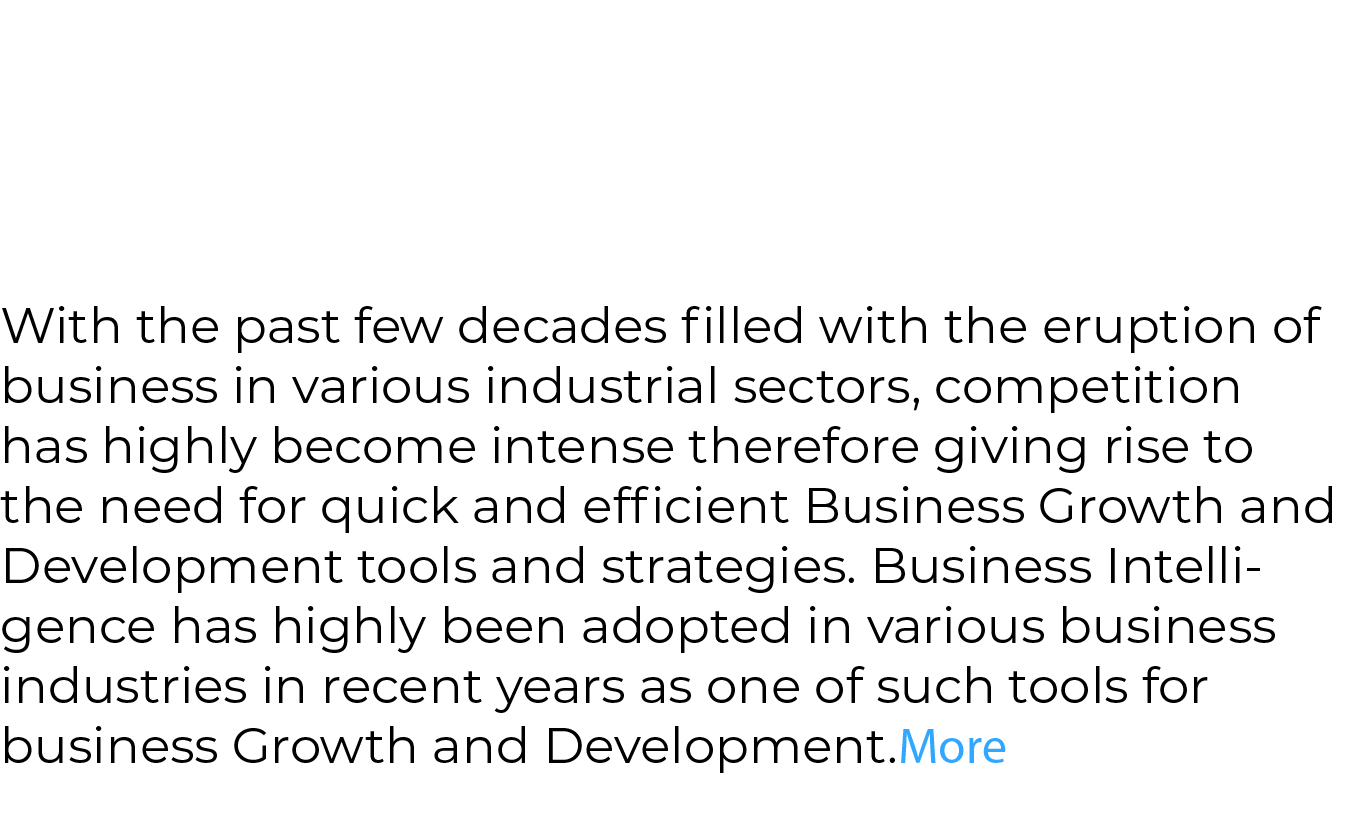 With the past few decades filled with the eruption of
business in various industrial sectors, competition
has highly become intense therefore giving rise to
the need for quick and efficient Business Growth and
Development tools and strategies. Business Intelli-
gence has highly been adopted in various business
industries in recent years as one of such tools for
business Growth and Development.More